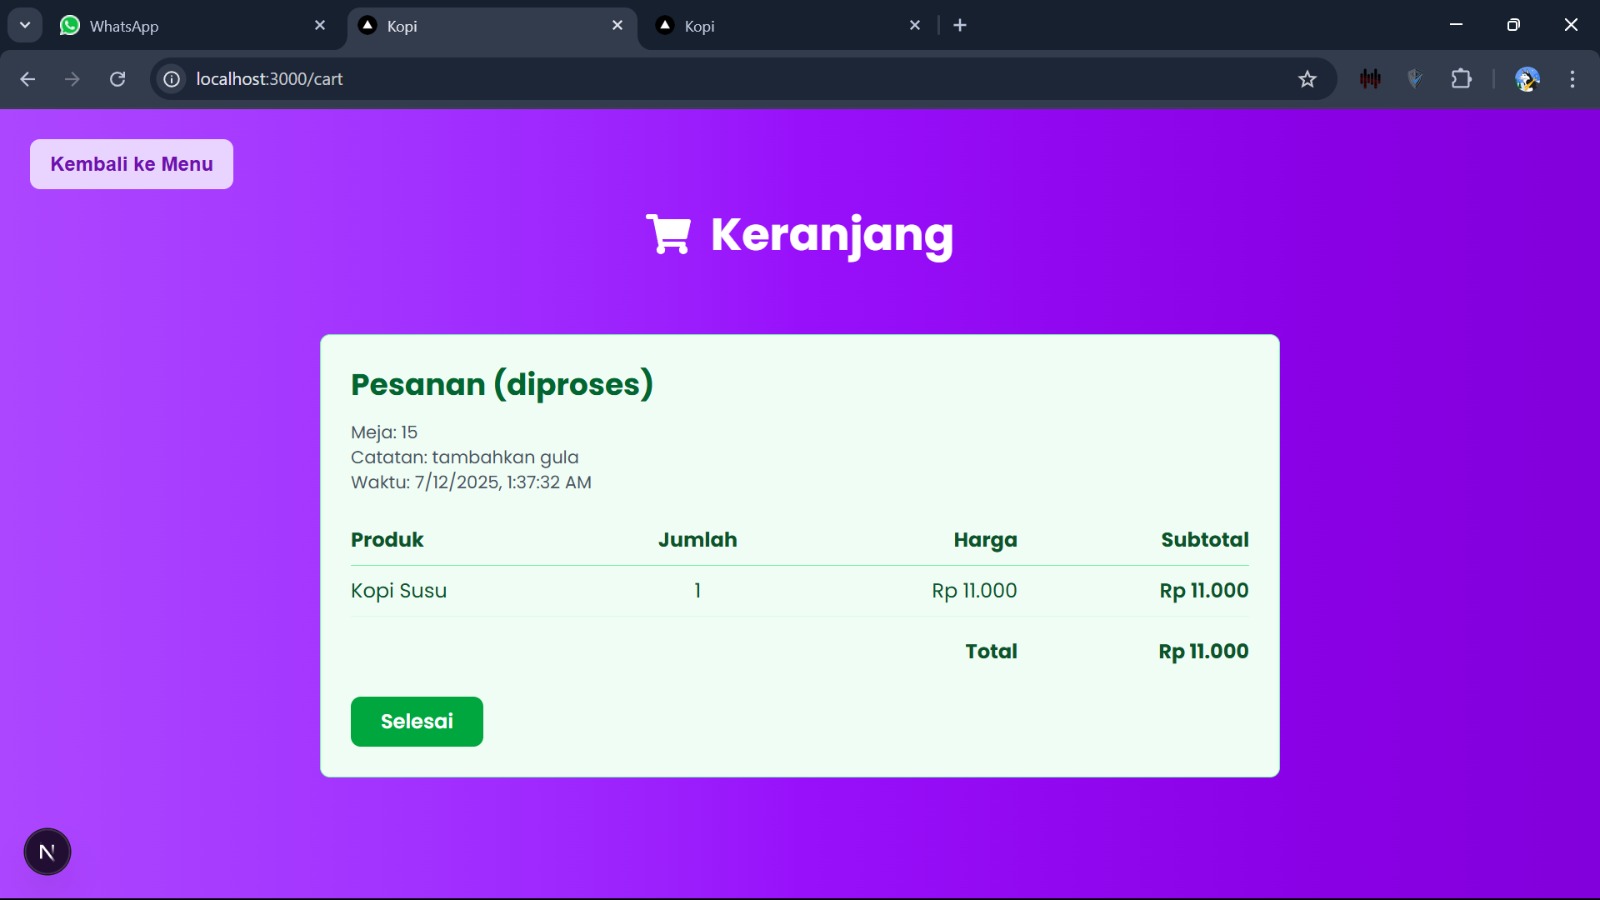 WhatsApp
Kopi
Kopi
localhost:3000/cart
Kembali ke Menu
Keranjang
Pesanan (diproses)
Meja: 15
Catatan: tambahkan gula
Waktu: 7/12/2025, 1:37:32 AM
Produk Jumlah Harga Subtotal
Kopi Susu 1 Rp 11.000 Rp 11.000
Total Rp 11.000
Selesai
N